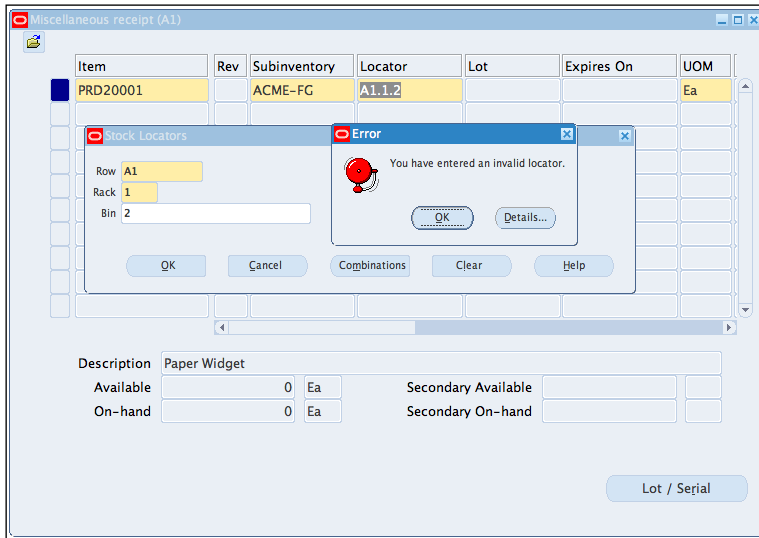 Miscellaneous receipt (A1)
Item Rev Subinventory Locator Lot Expires On UOM
PRD20001 ACME-FG A1.1.2 Ea
Stock Locators
Error
You have entered an invalid locator.
Row A1
Rack 1
Bin 2
OK Details...
OK Cancel Combinations Clear Help
Description Paper Widget
Available 0 Ea Secondary Available
On-hand 0 Ea Secondary On-hand
Lot / Serial